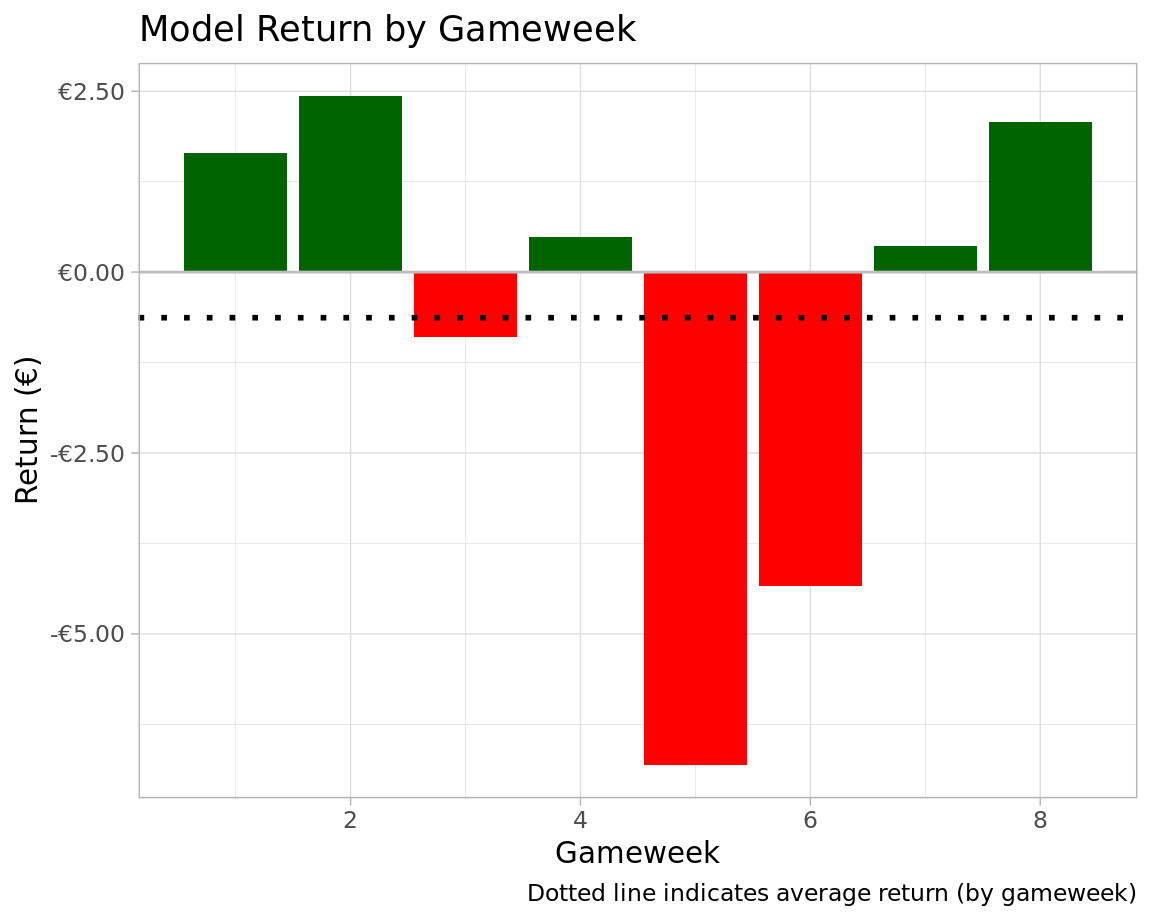 Model Return by Gameweek
€2.50
€0.00
-€2.50
-€5.00
Return (€)
2 4 6 8
Gameweek
Dotted line indicates average return (by gameweek)